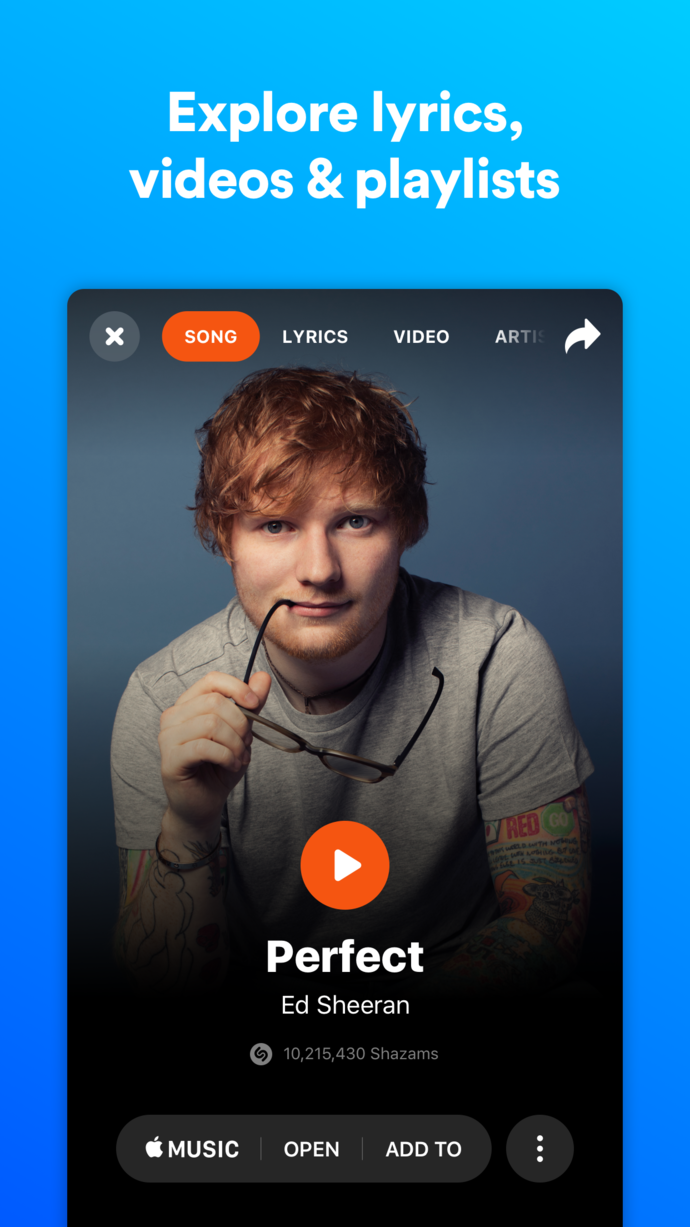 Explore lyrics,
videos & playlists
SONG LYRICS VIDEO ARTIS
RED GO
Perfect
Ed Sheeran
10,215,430 Shazams
MUSIC OPEN ADD TO